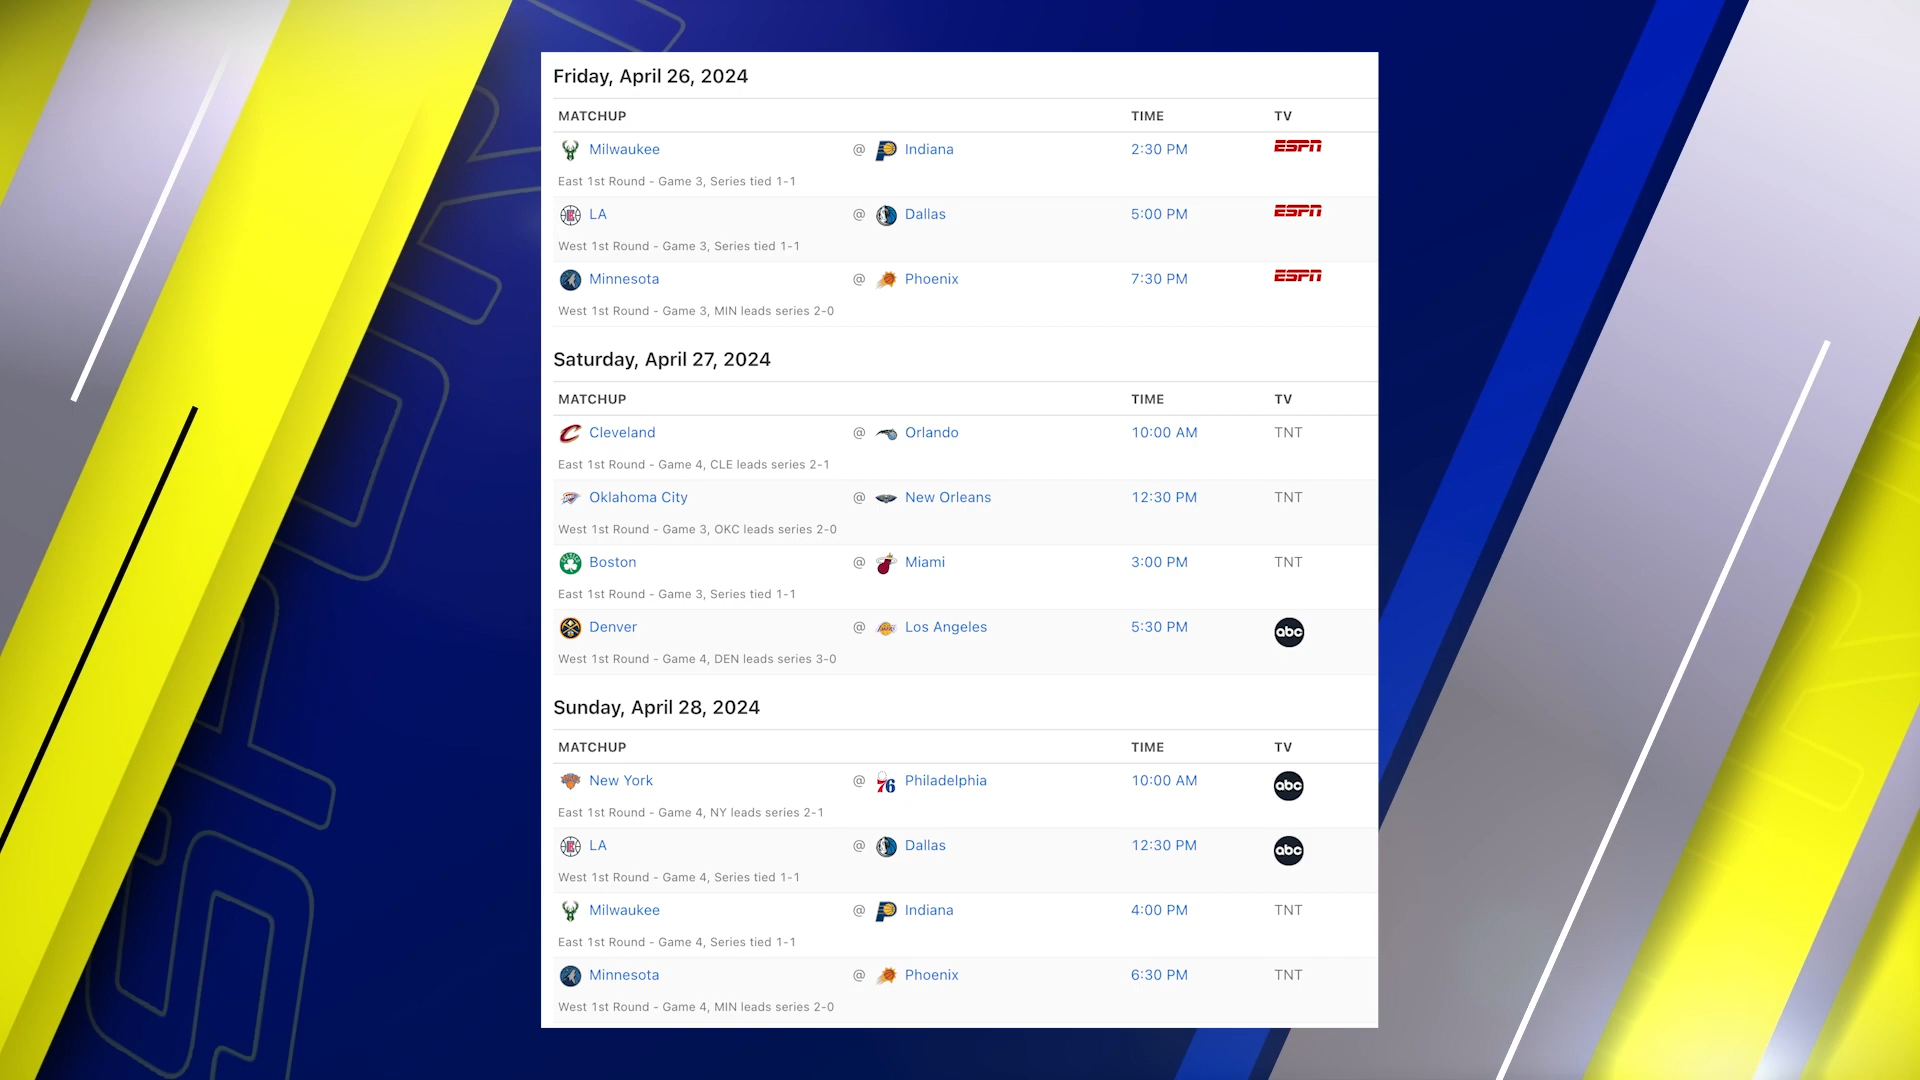 Friday, April 26, 2024
MATCHUP TIME TV
Milwaukee @ Indiana 2:30 PM ESPN
East 1st Round - Game 3, Series tied 1-1
LA @ Dallas 5:00 PM ESPN
West 1st Round - Game 3, Series tied 1-1
Minnesota @ Phoenix 7:30 PM ESPN
West 1st Round - Game 3, MIN leads series 2-0
Saturday, April 27, 2024
MATCHUP TIME TV
Cleveland @ Orlando 10:00 AM TNT
East 1st Round - Game 4, CLE leads series 2-1
Oklahoma City @ New Orleans 12:30 PM TNT
West 1st Round - Game 3, OKC leads series 2-0
Boston @ Miami 3:00 PM TNT
East 1st Round - Game 3, Series tied 1-1
Denver @ Los Angeles 5:30 PM abc
West 1st Round - Game 4, DEN leads series 3-0
Sunday, April 28, 2024
MATCHUP TIME TV
New York @ 76 Philadelphia 10:00 AM abc
East 1st Round - Game 4, NY leads series 2-1
LA @ Dallas 12:30 PM abc
West 1st Round - Game 4, Series tied 1-1
Milwaukee @ Indiana 4:00 PM TNT
East 1st Round - Game 4, Series tied 1-1
Minnesota @ Phoenix 6:30 PM TNT
West 1st Round - Game 4, MIN leads series 2-0